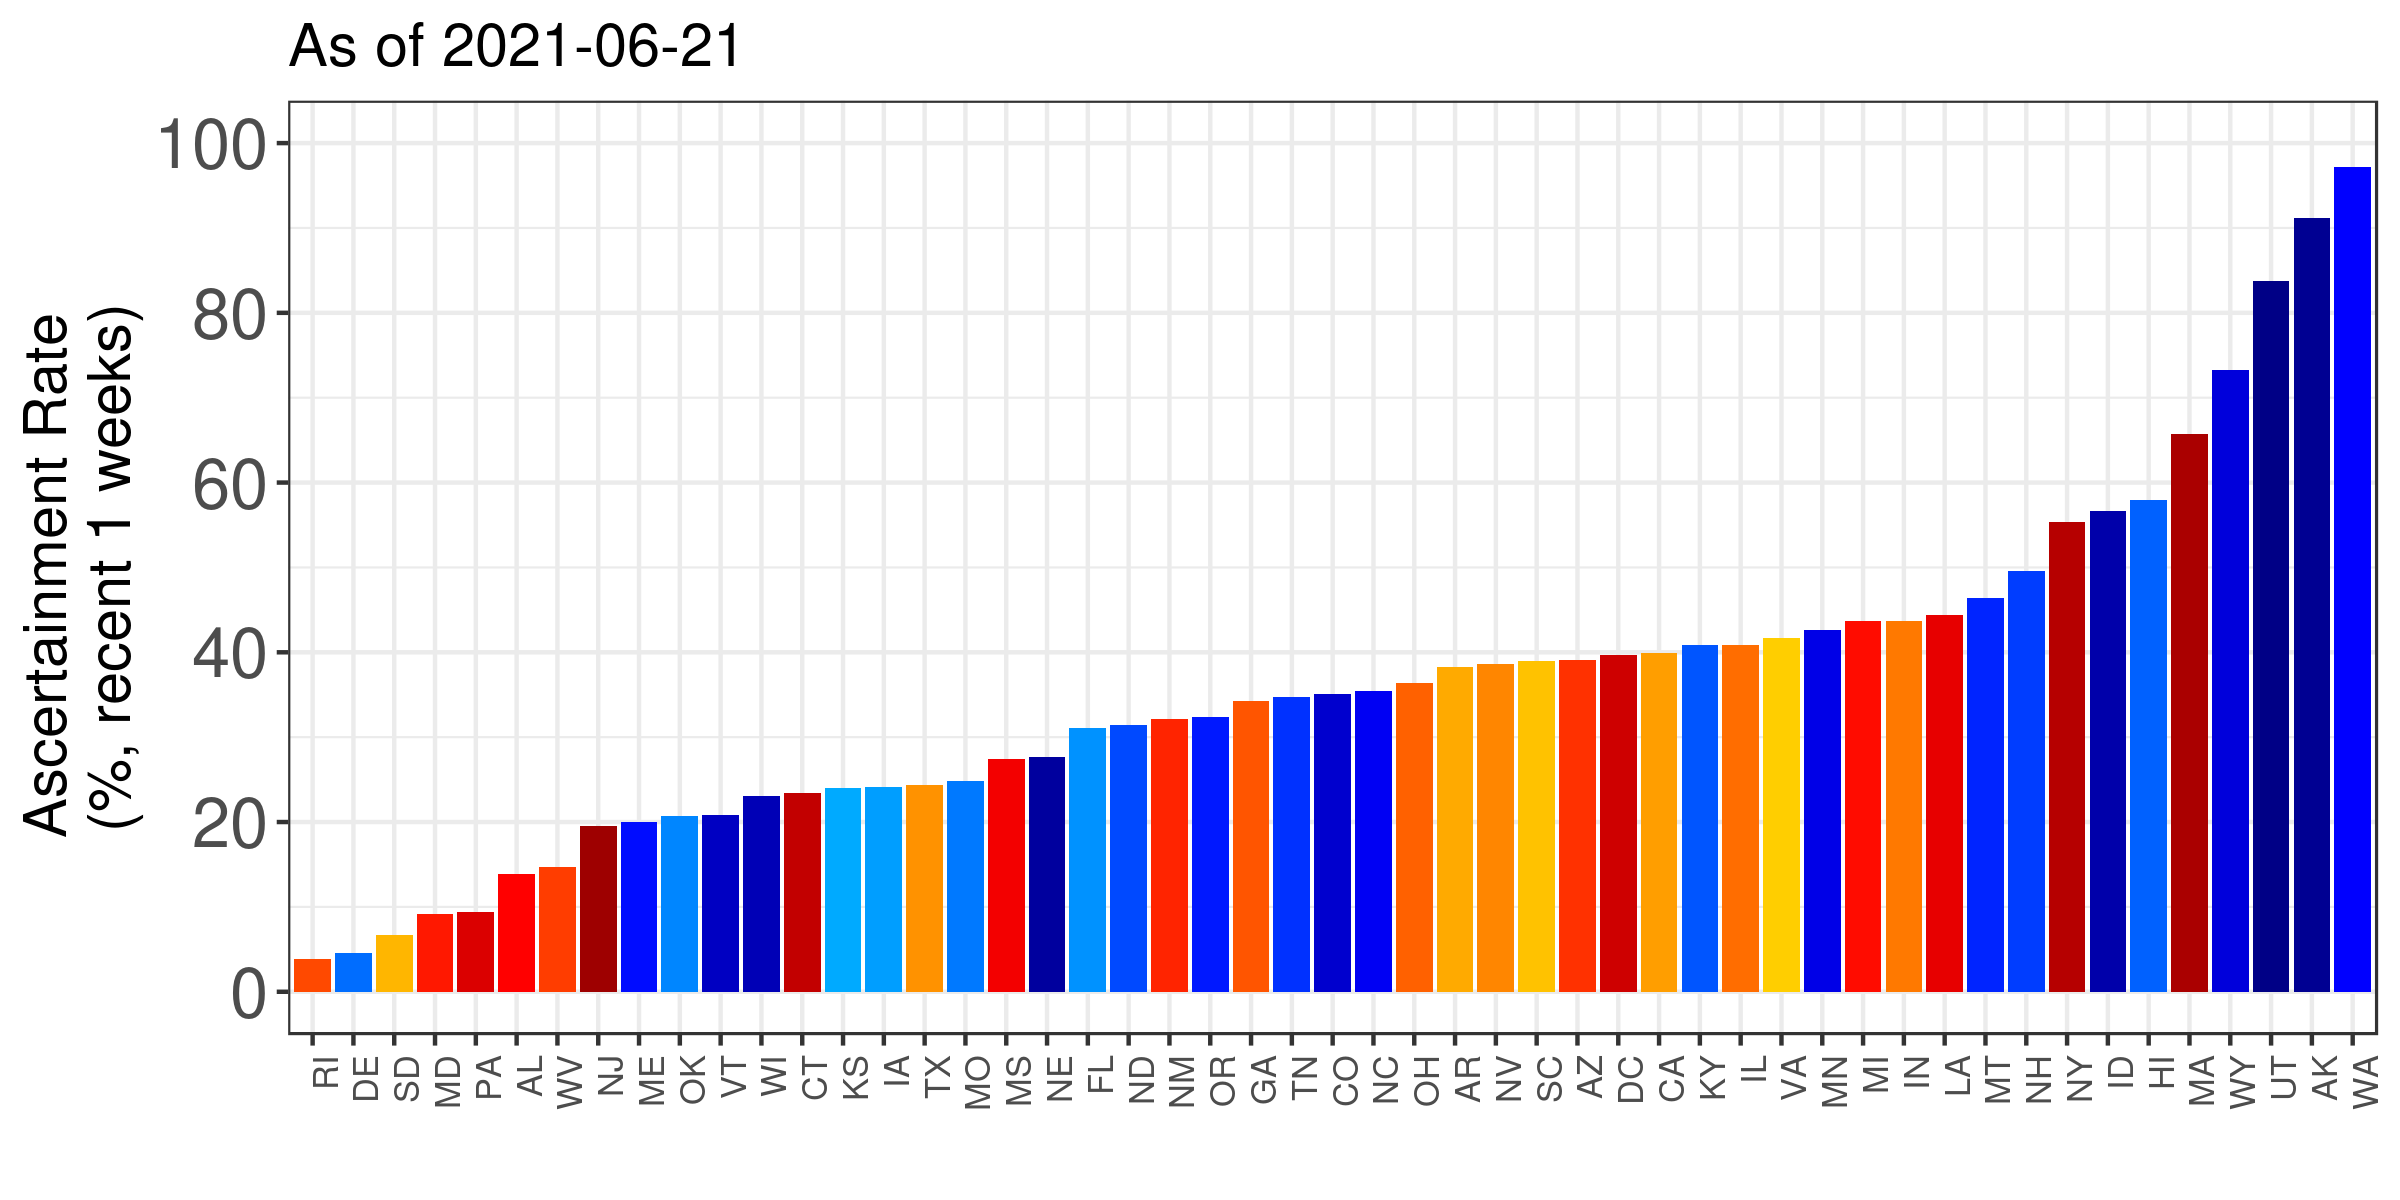 As of 2021-06-21
Ascertainment Rate
(%, recent 1 weeks)
100
80
60
40
20
0
RI DE SD MD PA AL WV NJ ME OK VT WI CT KS IA TX MO MS NE FL ND NM OR GA TN CO NC OH AR NV SC AZ DC CA KY IL VA MN MI IN LA MT NH NY ID HI MA WY UT AK WA